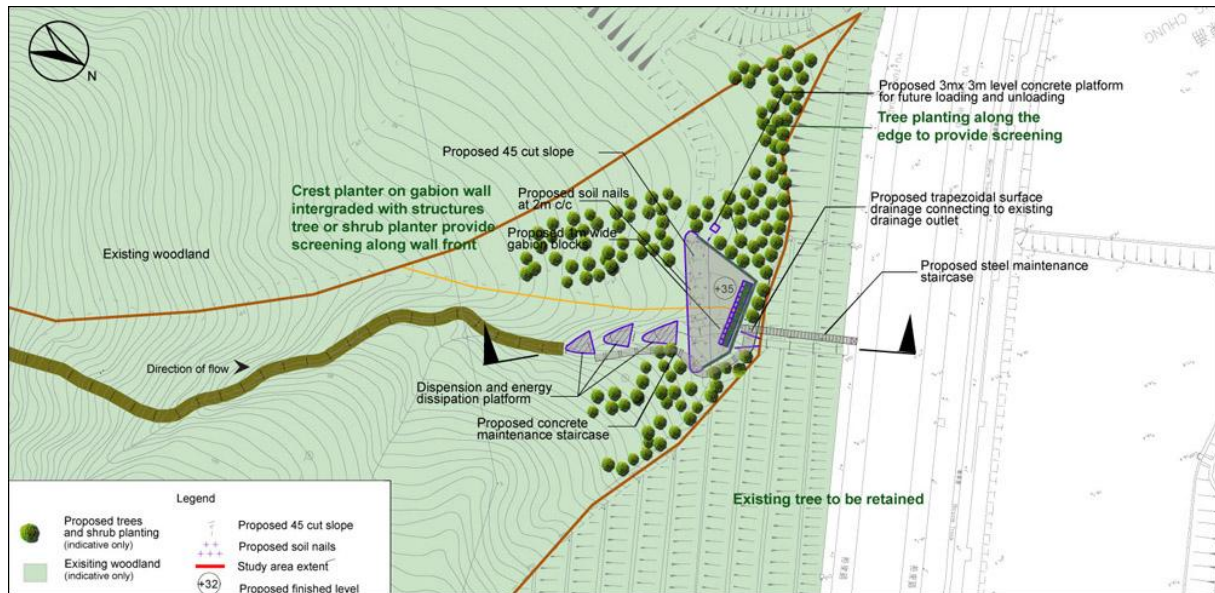 N
CHUNG
Proposed 3mx 3m level concrete platform
for future loading and unloading
Tree planting along the
edge to provide screening
Proposed 45 cut slope
Proposed soil nails
at 2m c/c
Proposed 1m wide
gabion blocks
Crest planter on gabion wall
intergraded with structures
tree or shrub planter provide
screening along wall front
Proposed trapezoidal surface
drainage connecting to existing
drainage outlet
Existing woodland
+35
Proposed steel maintenance
staircase
Direction of flow
Dispension and energy
dissipation platform
Proposed concrete
maintenance staircase
Existing tree to be retained
Legend
Proposed trees
and shrub planting
(indicative only)
Exisiting woodland
(indicative only)
Proposed 45 cut slope
Proposed soil nails
Study area extent
+32
Proposed finished level